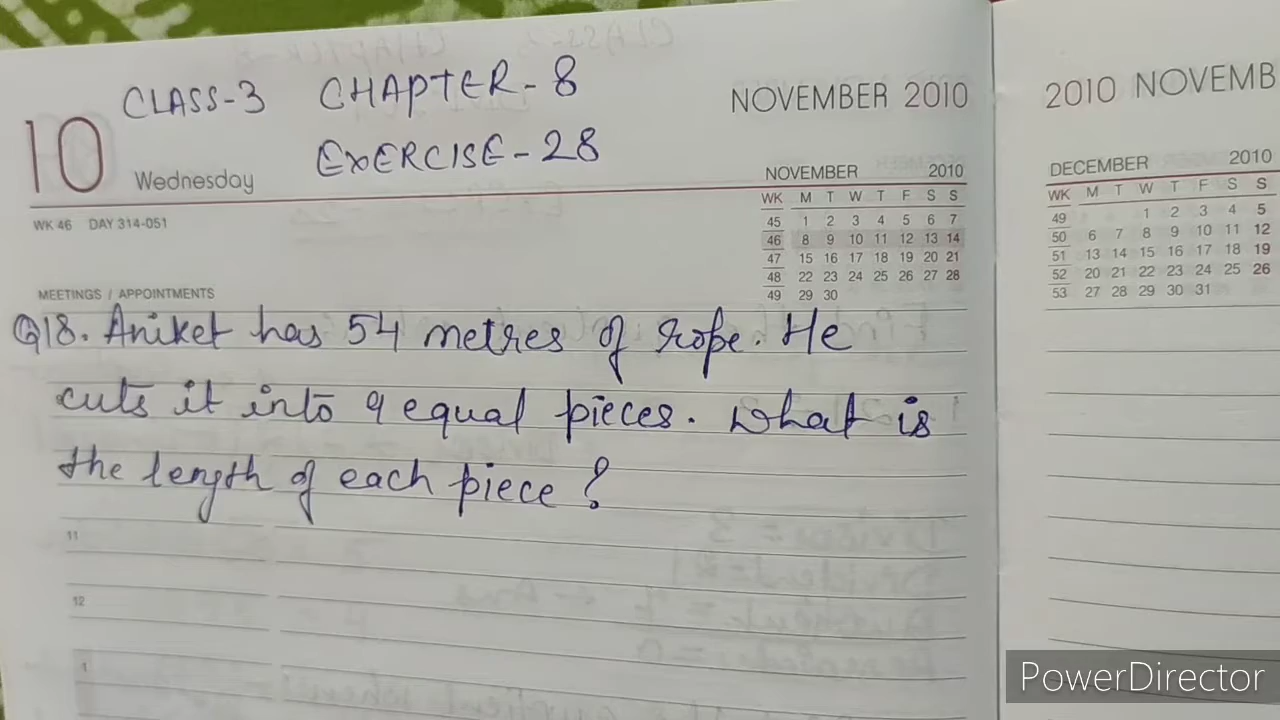 CLASS-3 CHAPTER-8
EXERCISE-28
10
Wednesday
NOVEMBER 2010
WK 46 DAY 314-051
NOVEMBER 2010
WK M T W T F S S
45 1 2 3 4 5 6 7
46 8 9 10 11 12 13 14
47 15 16 17 18 19 20 21
48 22 23 24 25 26 27 28
49 29 30
MEETINGS / APPOINTMENTS
Q18. Aniket has 54 metres of rope. He
cuts it into 9 equal pieces. What is
the length of each piece?
11
12
1
2010 NOVEMB
DECEMBER 2010
WK M T W T F S S
49 1 2 3 4 5
50 6 7 8 9 10 11 12
51 13 14 15 16 17 18 19
52 20 21 22 23 24 25 26
53 27 28 29 30 31
PowerDirector